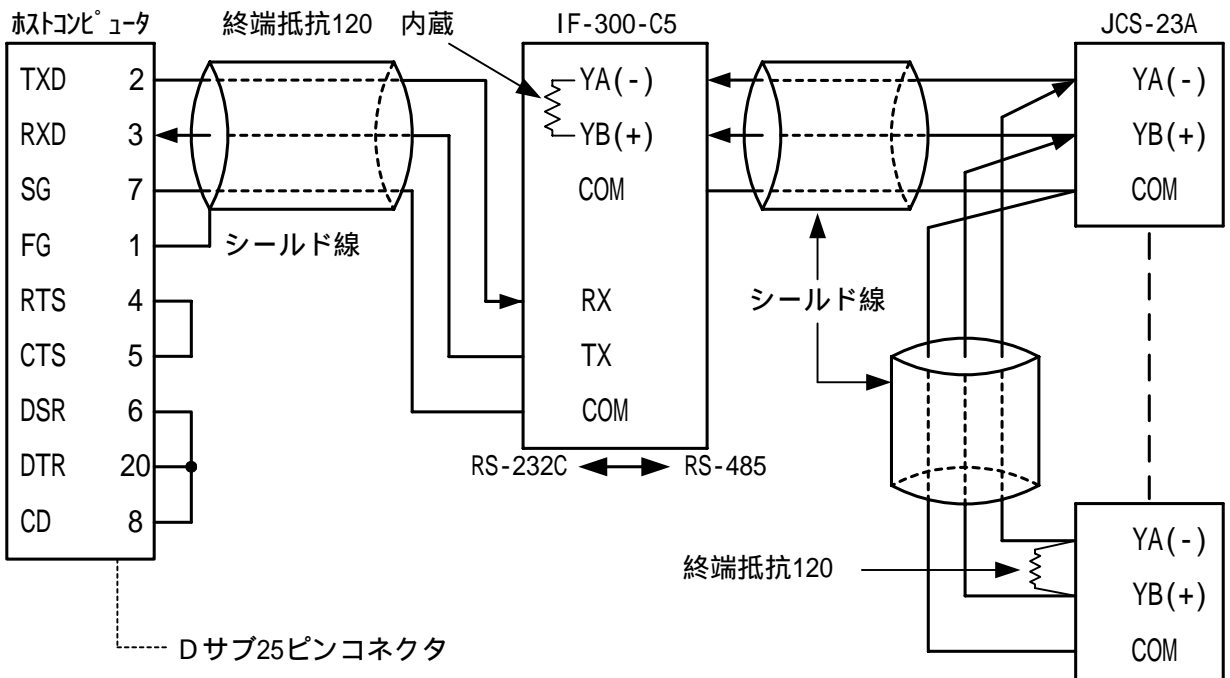 ﾎｽﾄｺﾝﾋﾟｭｰﾀ
終端抵抗120 内蔵
IF-300-C5
JCS-23A
TXD 2
RXD 3
SG 7
FG 1
RTS 4
CTS 5
DSR 6
DTR 20
CD 8
シールド線
YA(-)
YB(+)
COM
RX
TX
COM
RS-232C
RS-485
シールド線
YA(-)
YB(+)
COM
終端抵抗120
YA(-)
YB(+)
COM
Dサブ25ピンコネクタ